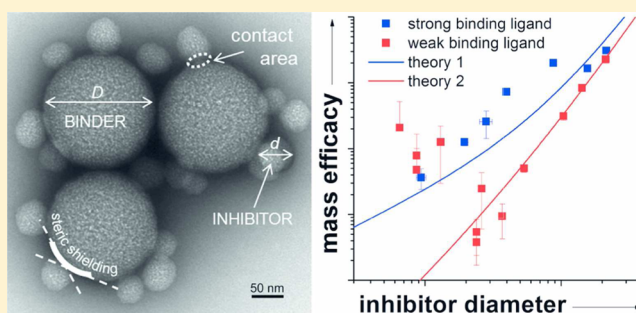 contact
area
D
BINDER
d
INHIBITOR
steric shielding
50 nm
strong binding ligand
weak binding ligand
theory 1
theory 2
mass efficacy
inhibitor diameter